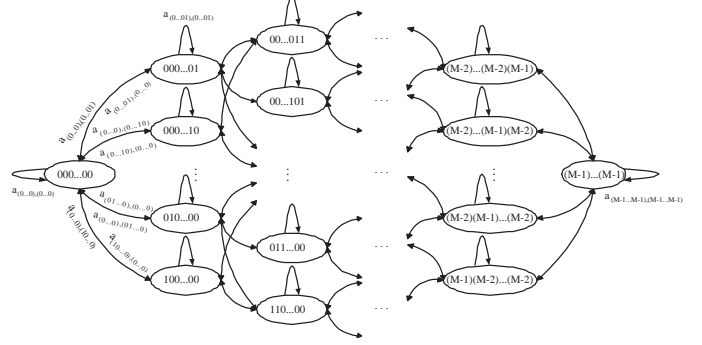 a(0...01),(0...01)
00...011
000...01
(M-2)...(M-2)(M-1)
a(0...0),(0...01)
a(0...01),(0...0)
00...101
a(0...0),(0...10)
000...10
(M-2)...(M-1)(M-2)
a(0...10),(0...0)
000...00
(M-1)...(M-1)
a(0...0),(0...0)
a(01...0),(0...0)
a(M-1...M-1),(M-1...M-1)
a(0...0),(01...0)
010...00
(M-2)(M-1)...(M-2)
a(0...0),(10...0)
a(10...0),(0...0)
011...00
100...00
(M-1)(M-2)...(M-2)
110...00